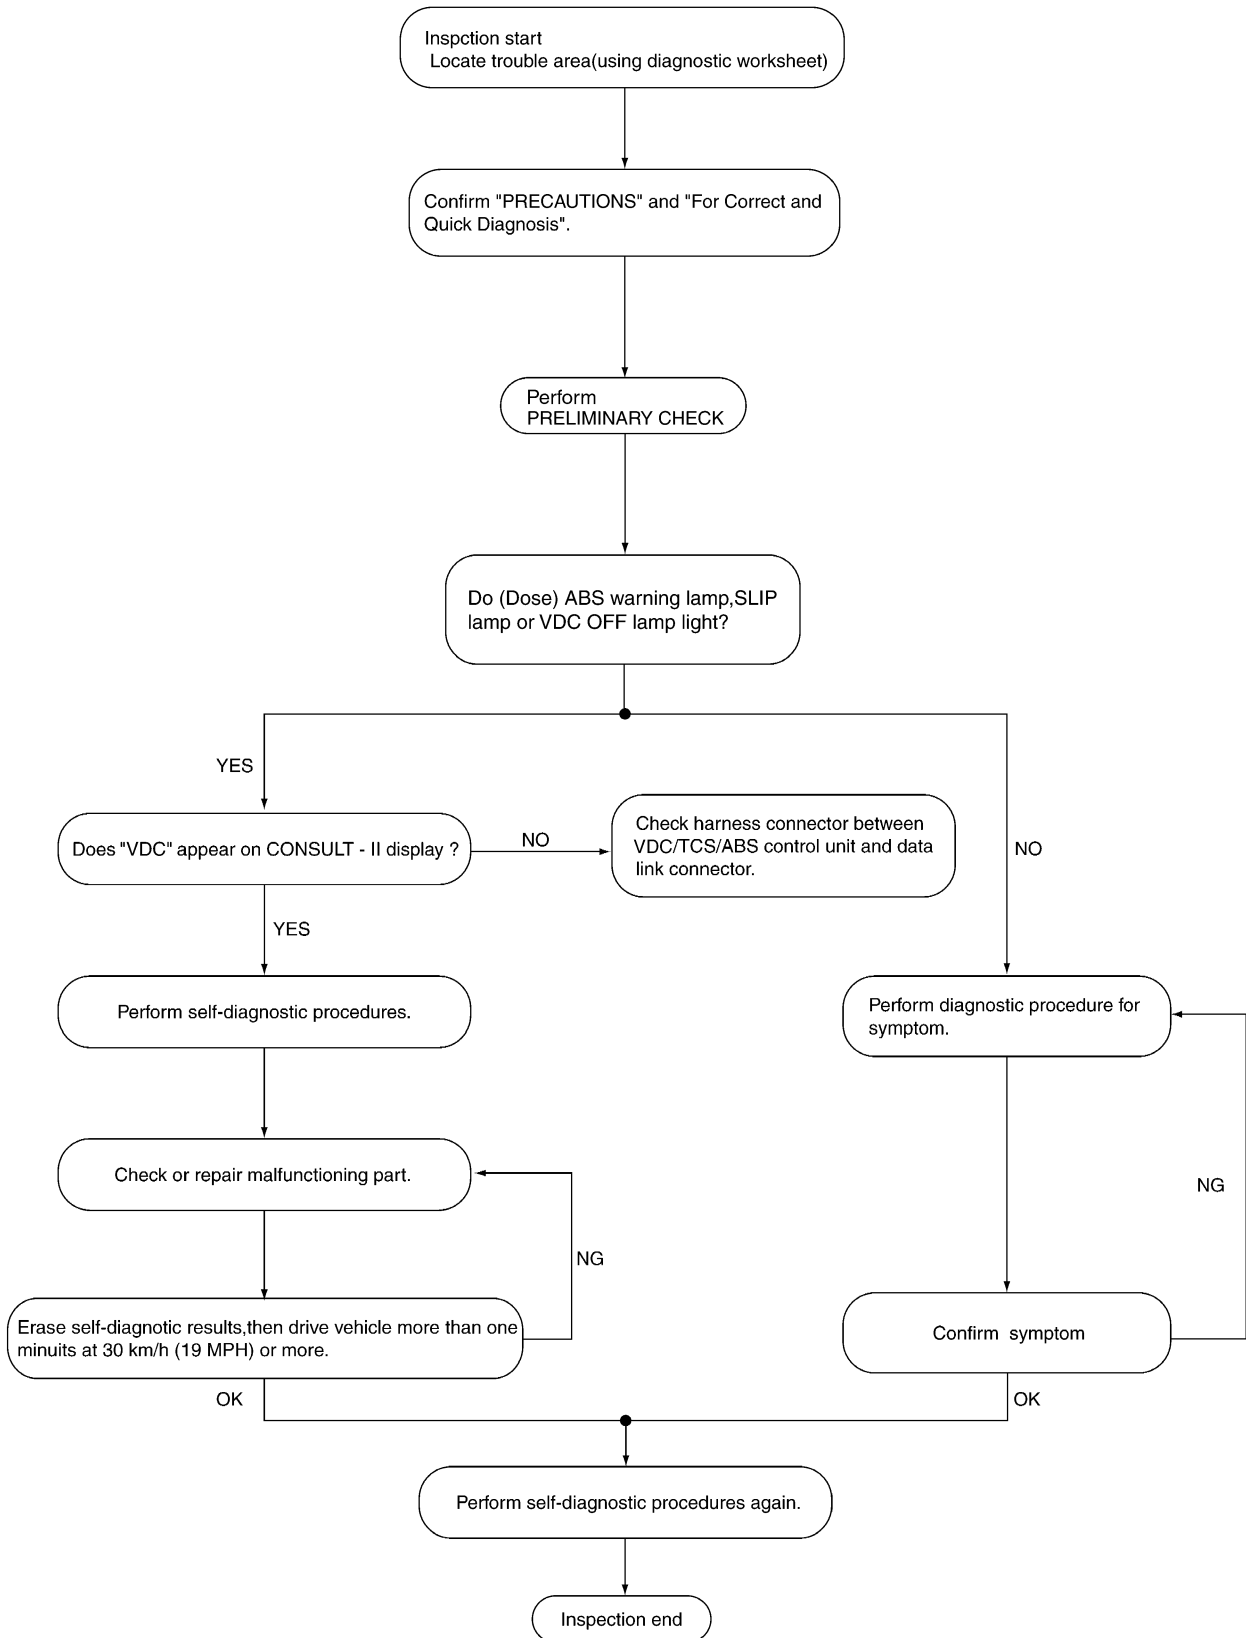 Inspction start
Locate trouble area(using diagnostic worksheet)
Confirm "PRECAUTIONS" and "For Correct and
Quick Diagnosis".
Perform
PRELIMINARY CHECK
Do (Dose) ABS warning lamp,SLIP
lamp or VDC OFF lamp light?
YES
Does "VDC" appear on CONSULT - II display ?
NO
Check harness connector between
VDC/TCS/ABS control unit and data
link connector.
NO
YES
Perform self-diagnostic procedures.
Perform diagnostic procedure for
symptom.
Check or repair malfunctioning part.
NG
NG
Erase self-diagnotic results,then drive vehicle more than one
minuits at 30 km/h (19 MPH) or more.
Confirm symptom
OK
OK
Perform self-diagnostic procedures again.
Inspection end